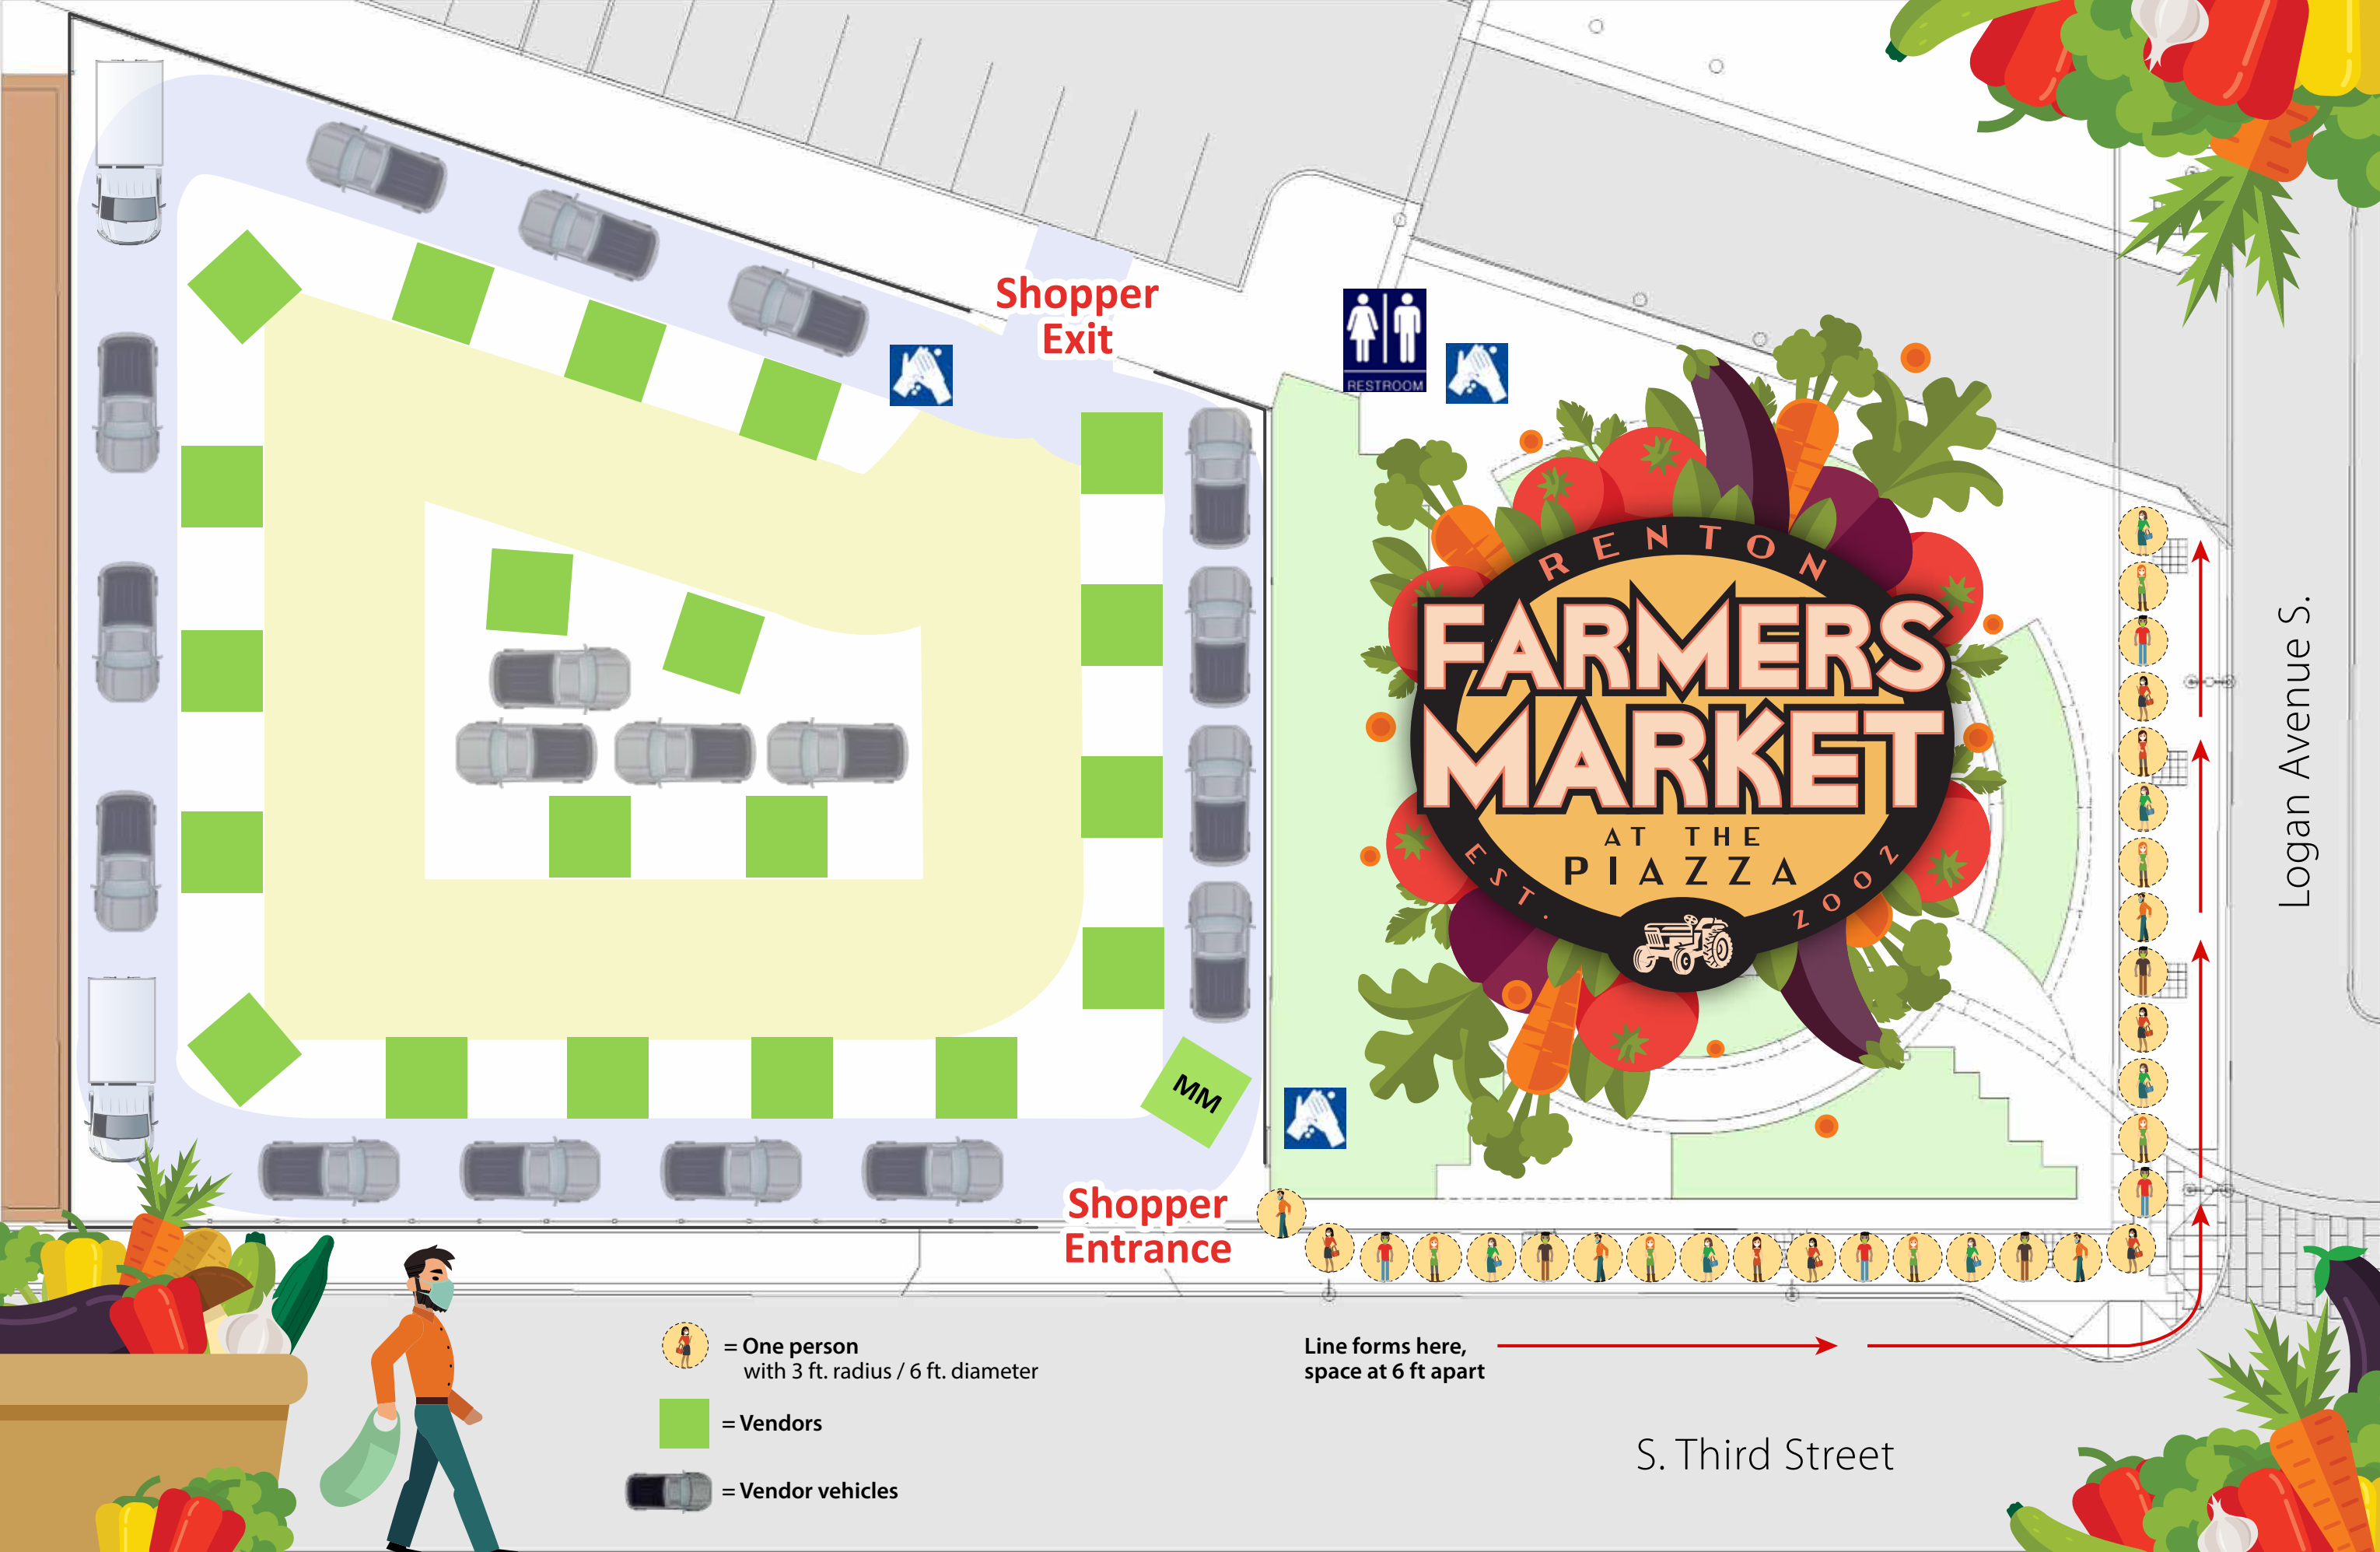 Shopper
Exit
RESTROOM
RENTON
FARMERS
MARKET
AT THE
PIAZZA
EST. 2002
Logan Avenue S.
MM
Shopper
Entrance
= One person
with 3 ft. radius / 6 ft. diameter
= Vendors
= Vendor vehicles
Line forms here,
space at 6 ft apart
S. Third Street